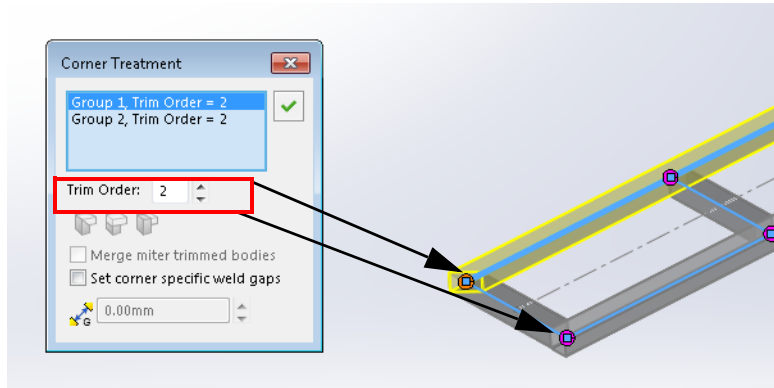 Corner Treatment
Group 1, Trim Order = 2
Group 2, Trim Order = 2
Trim Order: 2
Merge miter trimmed bodies
Set corner specific weld gaps
G 0.00mm